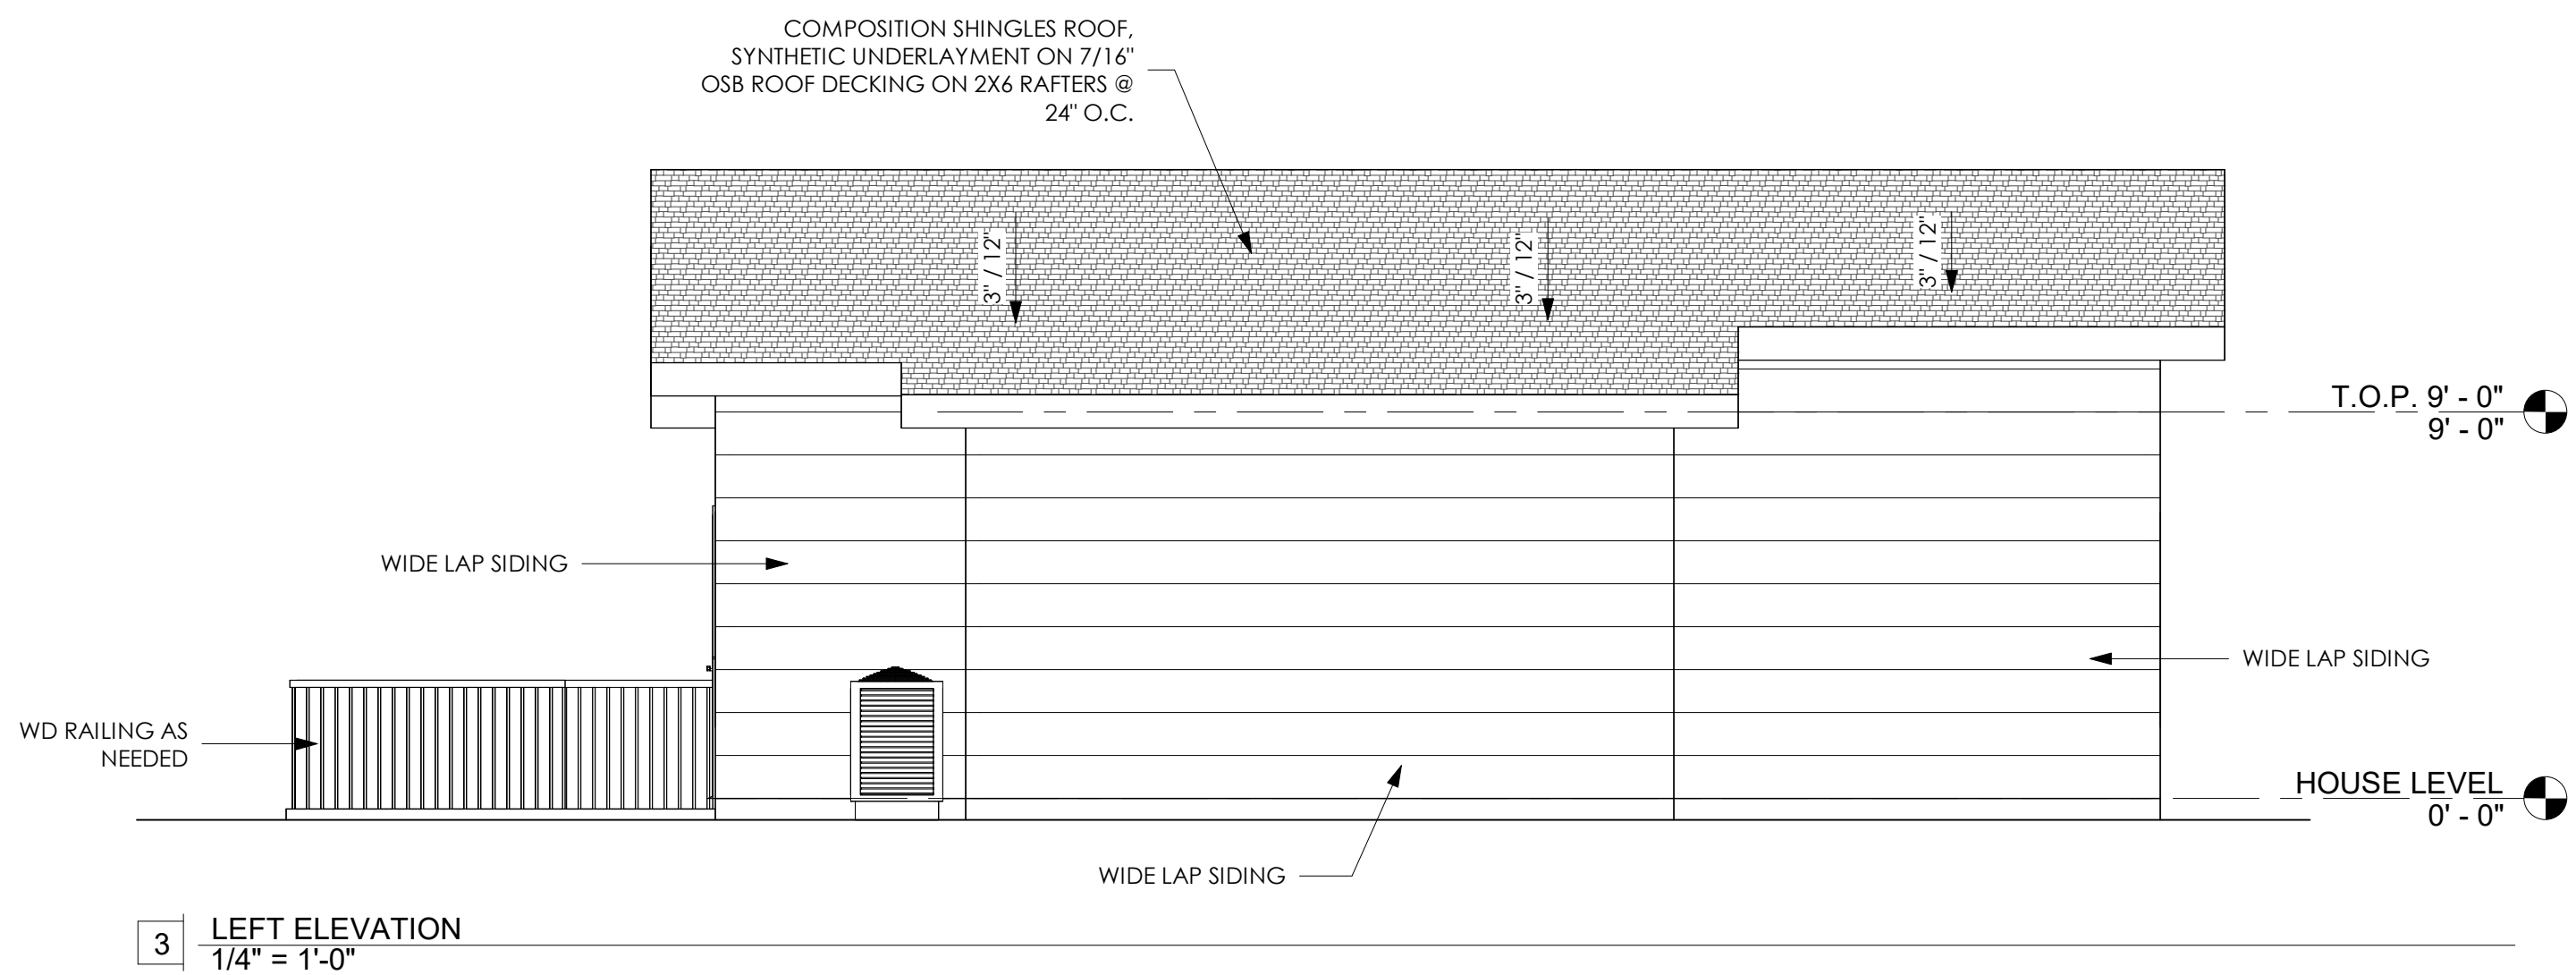 COMPOSITION SHINGLES ROOF,
SYNTHETIC UNDERLAYMENT ON 7/16"
OSB ROOF DECKING ON 2X6 RAFTERS @
24" O.C.
3" / 12"
3" / 12"
3" / 12"
T.O.P. 9' - 0"
9' - 0"
WIDE LAP SIDING
WIDE LAP SIDING
WD RAILING AS
NEEDED
HOUSE LEVEL
0' - 0"
WIDE LAP SIDING
3
LEFT ELEVATION
1/4" = 1'-0"